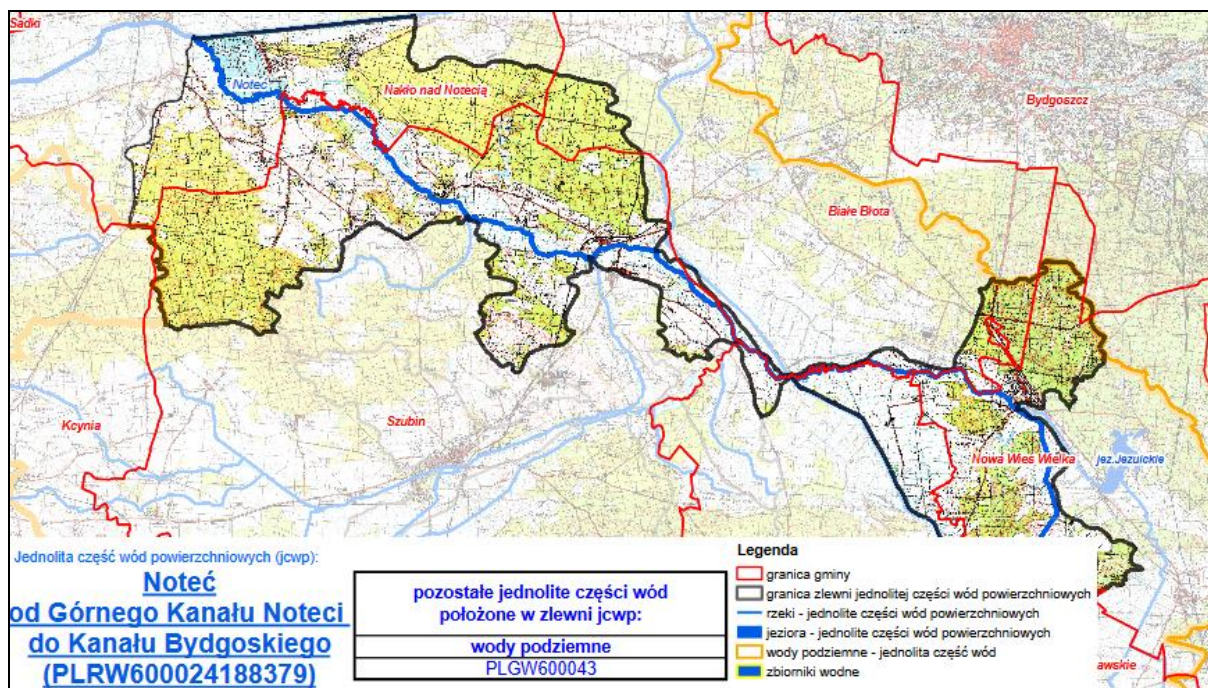 Sadki
Noteć
Nakło nad Notecią
Bydgoszcz
Białe Błota
Kcynia
Szubin
Nowa Wies Wielka
jez.Jezuickie
awskie
Jednolita część wód powierzchniowych (jcwp):
Noteć
od Górnego Kanału Noteci
do Kanału Bydgoskiego
(PLRW600024188379)
pozostałe jednolite części wód
położone w zlewni jcwp:
wody podziemne
PLGW600043
Legenda
granica gminy
granica zlewni jednolitej części wód powierzchniowych
rzeki - jednolite części wód powierzchniowych
jeziora - jednolite części wód powierzchniowych
wody podziemne - jednolita część wód
zbiorniki wodne